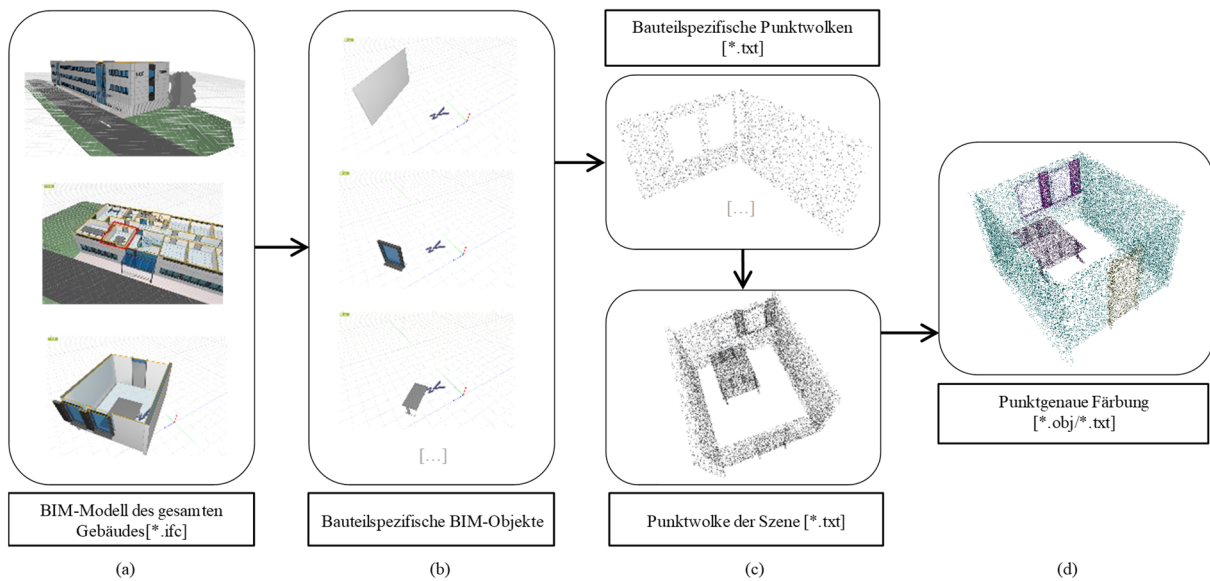 Bauteilspezifische Punktwolken
[*.txt]
[...]
[...]
BIM-Modell des gesamten
Gebäudes[*.ifc]
Bauteilspezifische BIM-Objekte
Punktwolke der Szene [*.txt]
Punktgenaue Färbung
[*.obj/*.txt]
(a)
(b)
(c)
(d)